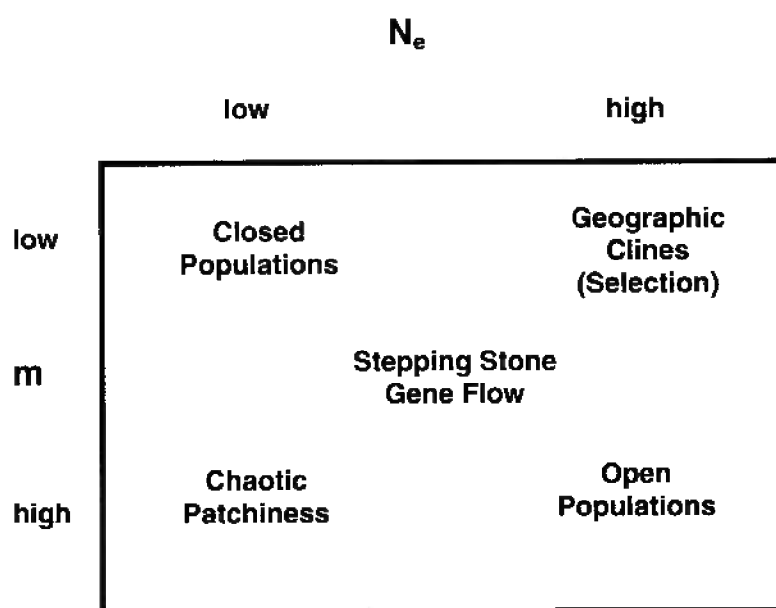 Ne
low high
low
Closed
Populations
Geographic
Clines
(Selection)
m
Stepping Stone
Gene Flow
high
Chaotic
Patchiness
Open
Populations